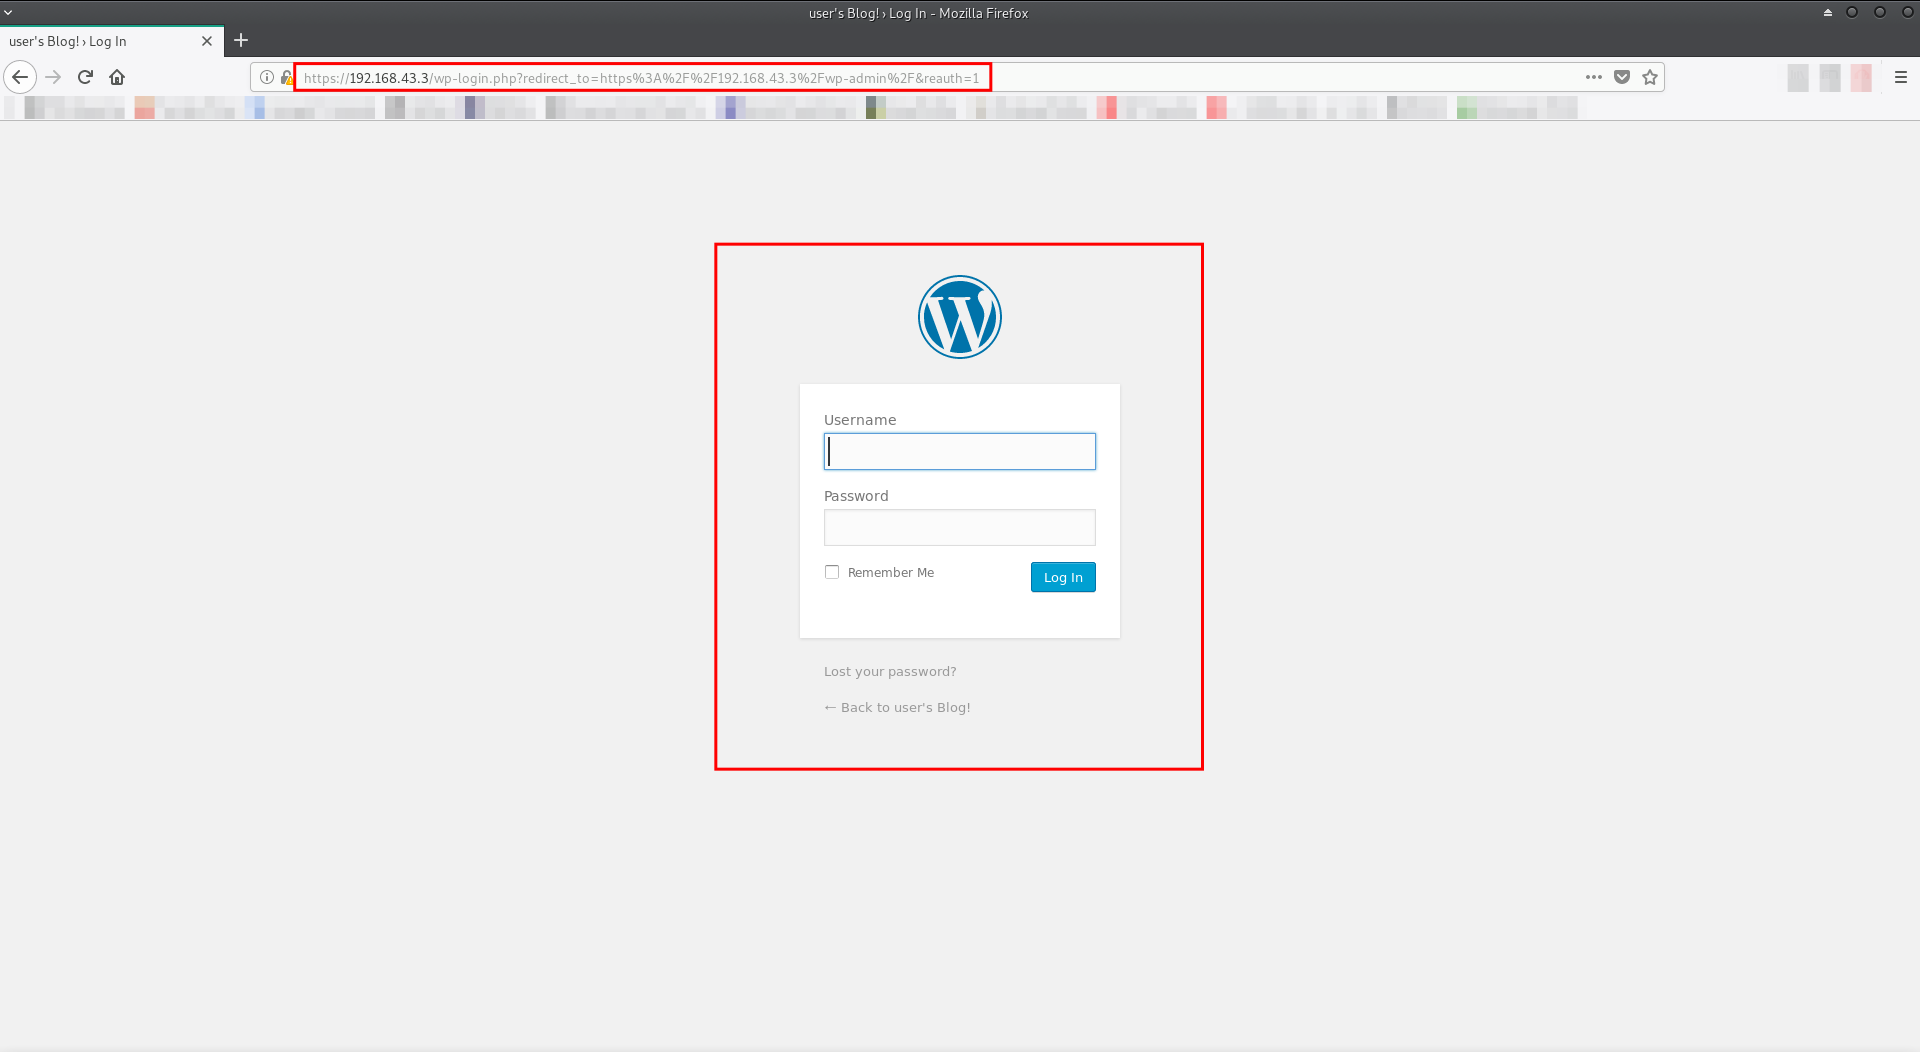 user's Blog! › Log In - Mozilla Firefox
user's Blog! › Log In
https://192.168.43.3/wp-login.php?redirect_to=https%3A%2F%2F192.168.43.3%2Fwp-admin%2F&reauth=1
Username
Password
Remember Me
Log In
Lost your password?
← Back to user's Blog!